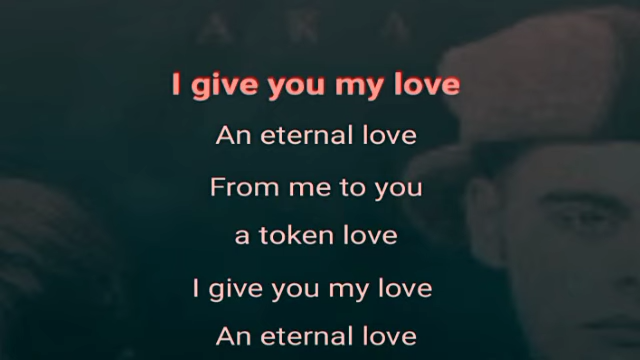 AKA
I give you my love
An eternal love
From me to you
a token love
I give you my love
An eternal love